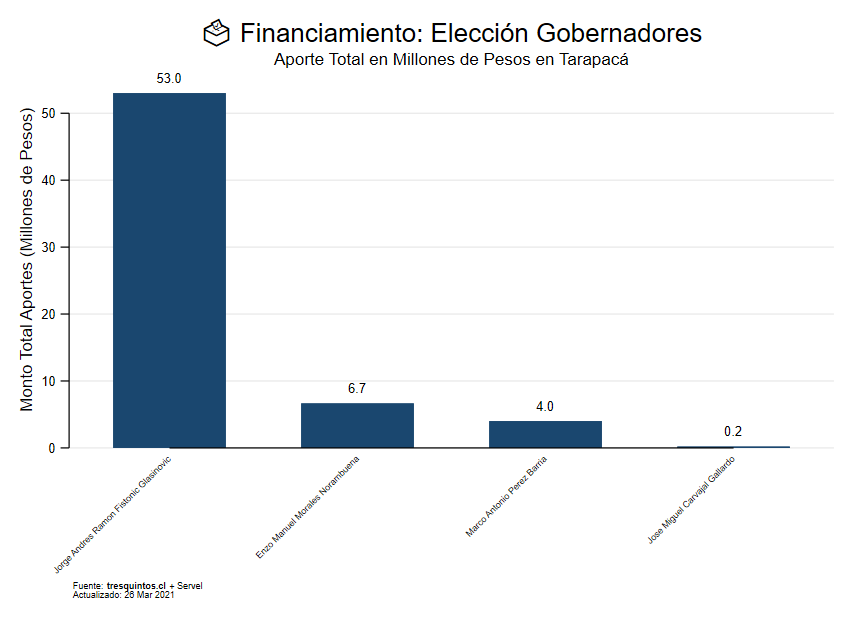 Financiamiento: Elección Gobernadores
Aporte Total en Millones de Pesos en Tarapacá
Monto Total Aportes (Millones de Pesos)
50
40
30
20
10
0
53.0
6.7
4.0
0.2
Jorge Andres Ramon Fistonic Glasinovic
Enzo Manuel Morales Norambuena
Marco Antonio Perez Barria
Jose Miguel Carvajal Gallardo
Fuente: tresquintos.cl + Servel
Actualizado: 26 Mar 2021